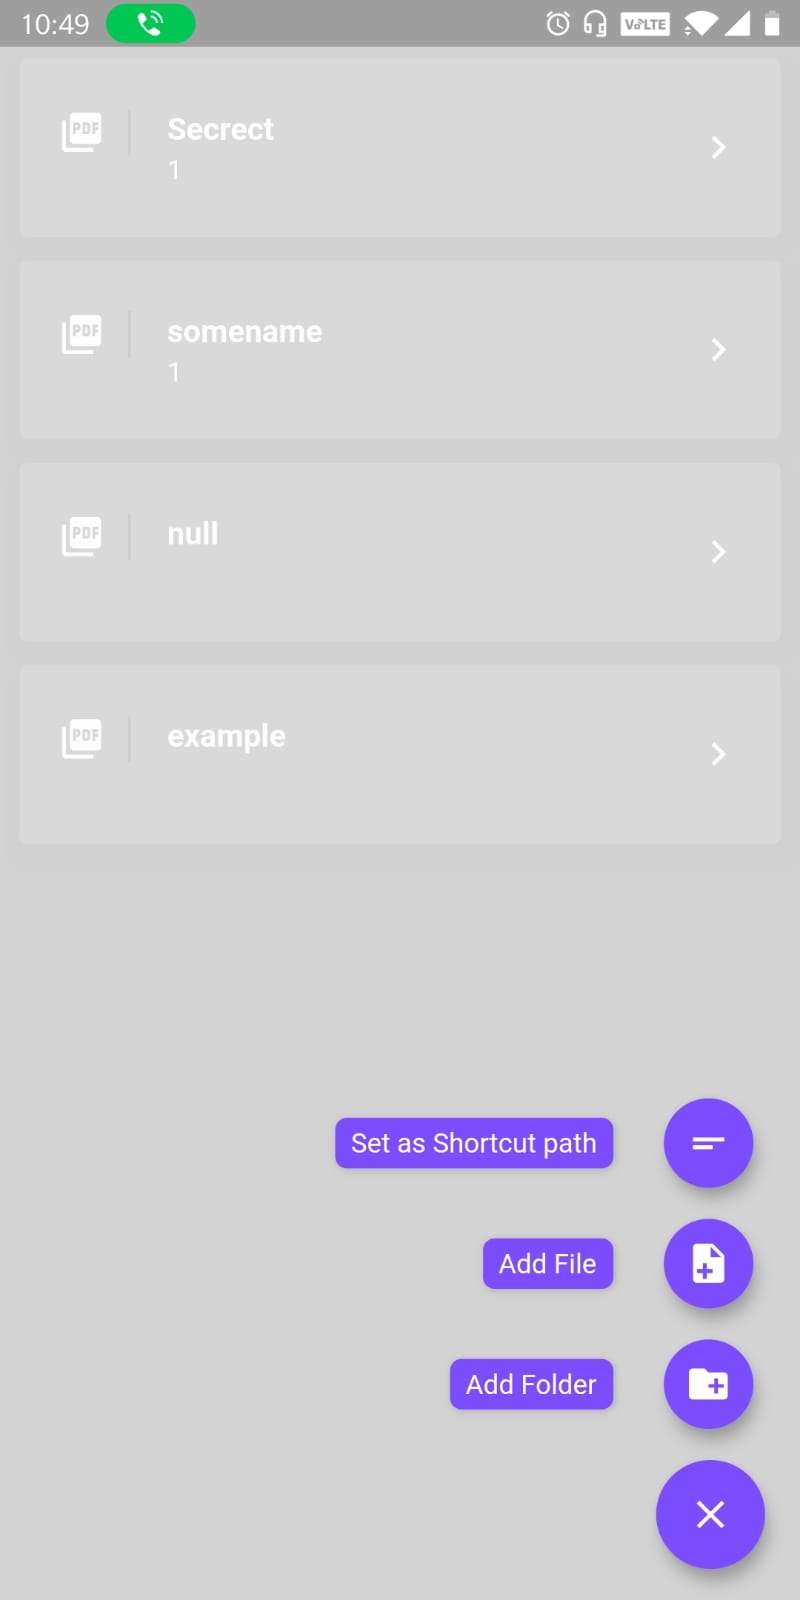 10:49 VoLTE
PDF Secrect
1
PDF somename
1
PDF null
PDF example
Set as Shortcut path
Add File
Add Folder